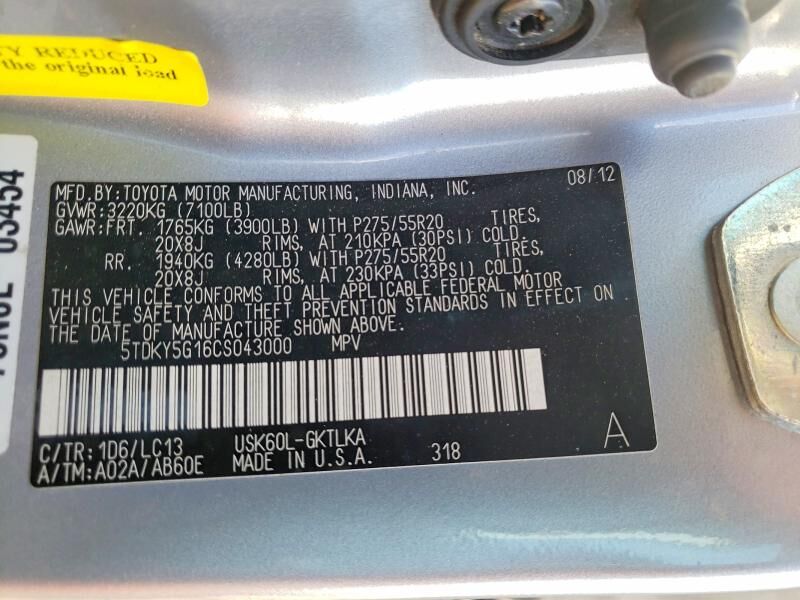 TY REDUCED
the original load
03454
MFD.BY:TOYOTA MOTOR MANUFACTURING, INDIANA, INC. 08/12
GVWR:3220KG (7100LB)
GAWR:FRT. 1765KG (3900LB) WITH P275/55R20 TIRES,
20X8J RIMS, AT 210KPA (30PSI) COLD.
RR. 1940KG (4280LB) WITH P275/55R20 TIRES,
20X8J RIMS, AT 230KPA (33PSI) COLD.
THIS VEHICLE CONFORMS TO ALL APPLICABLE FEDERAL MOTOR
VEHICLE SAFETY AND THEFT PREVENTION STANDARDS IN EFFECT ON
THE DATE OF MANUFACTURE SHOWN ABOVE.
5TDKY5G16CS043000 MPV
C/TR:1D6/LC13 USK60L-GKTLKA
A/TM:A02A/AB60E MADE IN U.S.A. 318 A